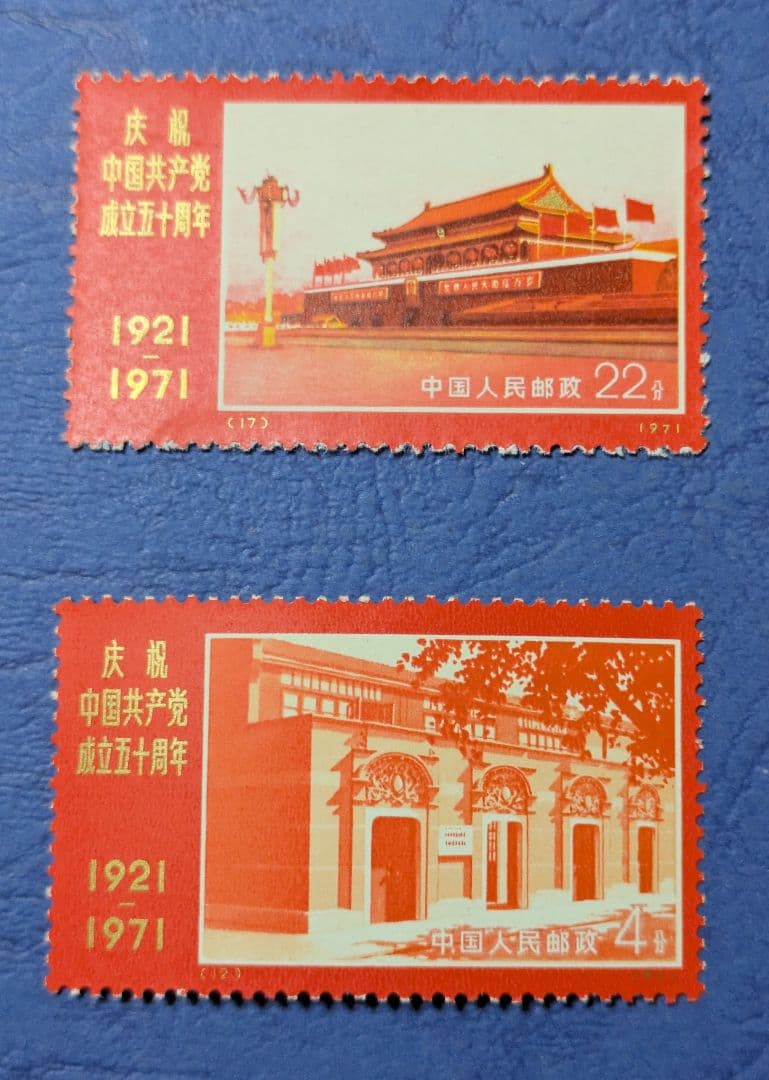 庆祝
中国共产党
成立五十周年
1921
—
1971
中国人民邮政 22分
(17)
1971
庆祝
中国共产党
成立五十周年
1921
—
1971
中国人民邮政 4分
(12)